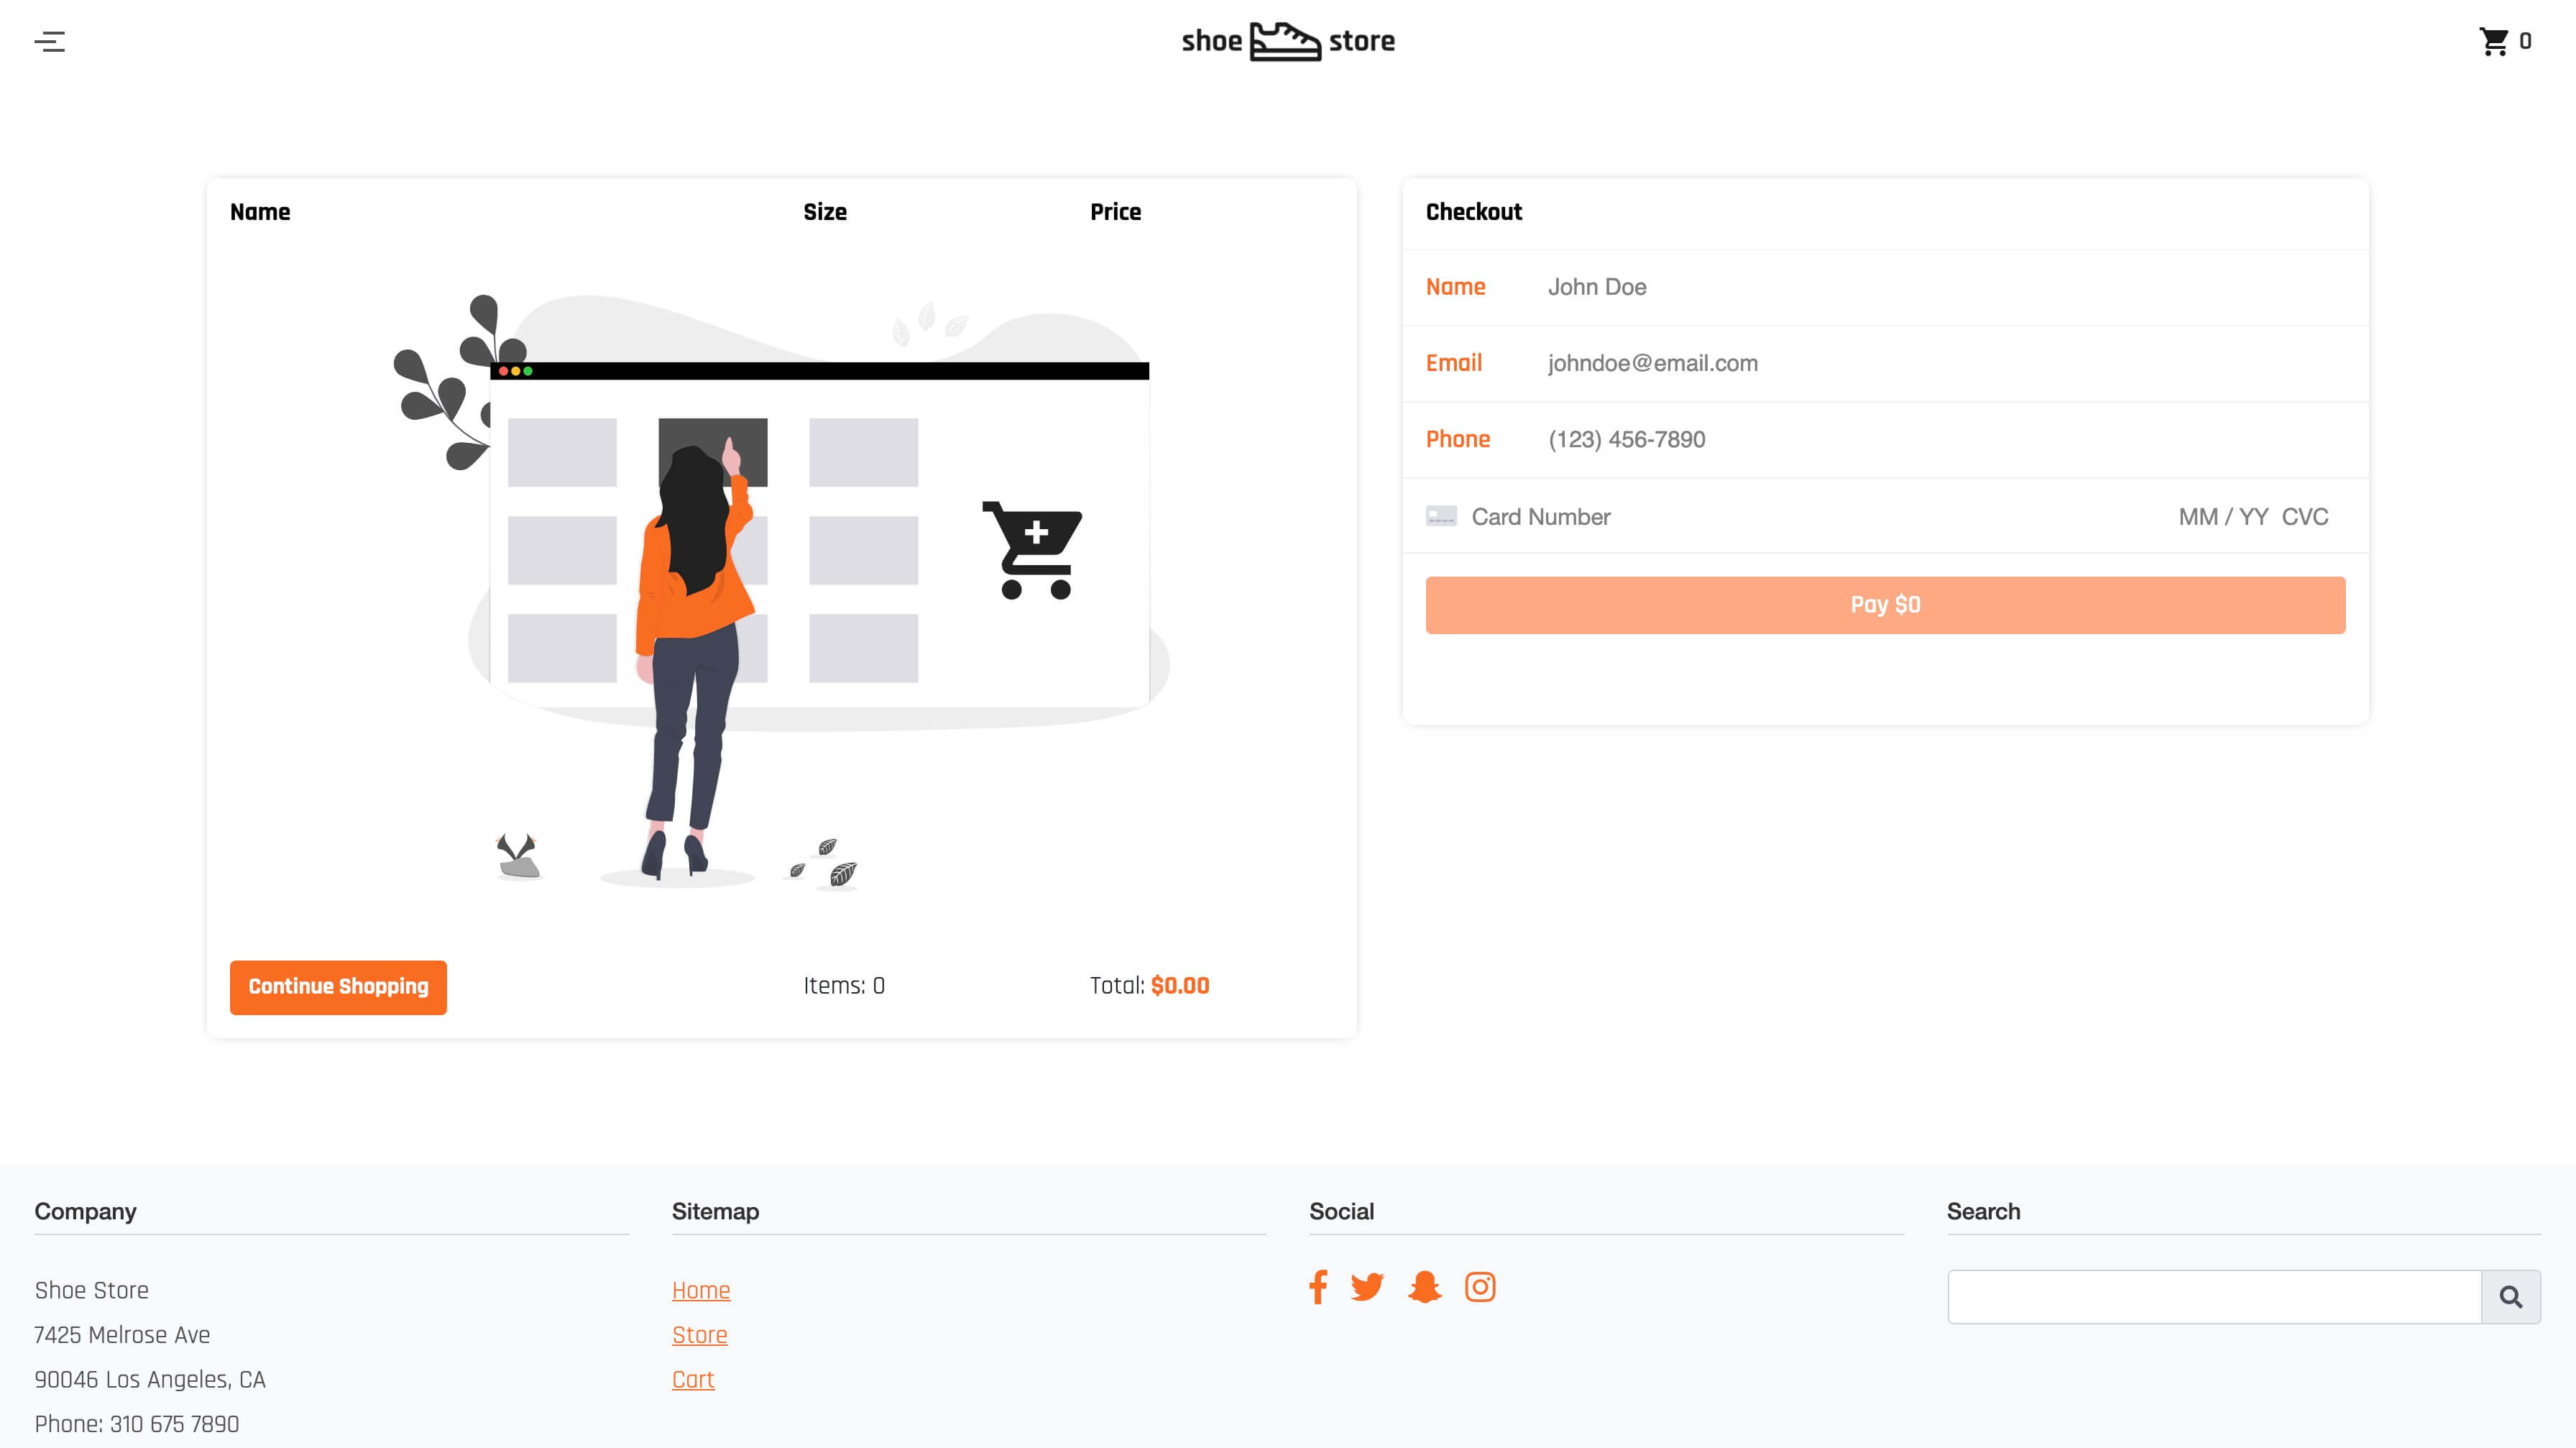 shoe store
0
Name Size Price
Continue Shopping Items: 0 Total: $0.00
Checkout
Name John Doe
Email johndoe@email.com
Phone (123) 456-7890
Card Number MM / YY CVC
Pay $0
Company
Shoe Store
7425 Melrose Ave
90046 Los Angeles, CA
Phone: 310 675 7890
Sitemap
Home
Store
Cart
Social
Search